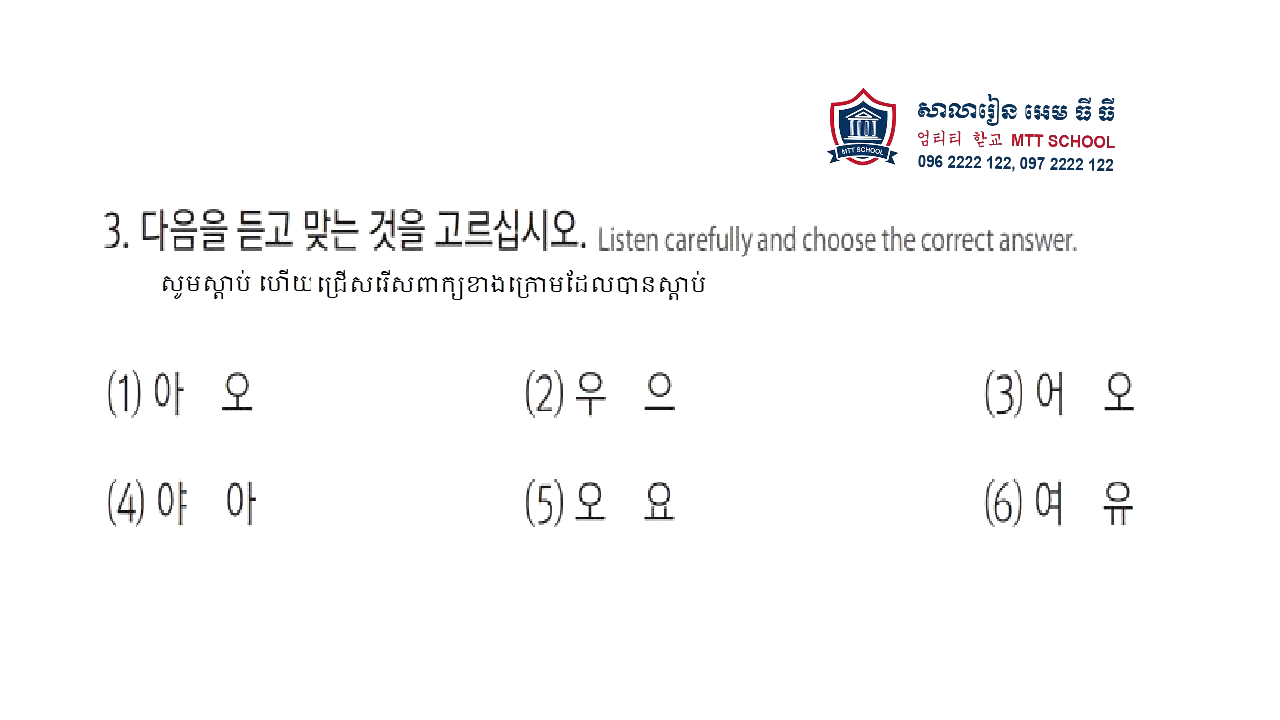 សាលារៀន អេម ធី ធី
엠티티 학교 MTT SCHOOL
MTT SCHOOL
096 2222 122, 097 2222 122
3. 다음을 듣고 맞는 것을 고르십시오. Listen carefully and choose the correct answer.
សូមស្តាប់ ហើយជ្រើសរើសពាក្យខាងក្រោមដែលបានស្តាប់
(1) 아 오 (2) 우 으 (3) 어 오
(4) 야 아 (5) 오 요 (6) 여 유